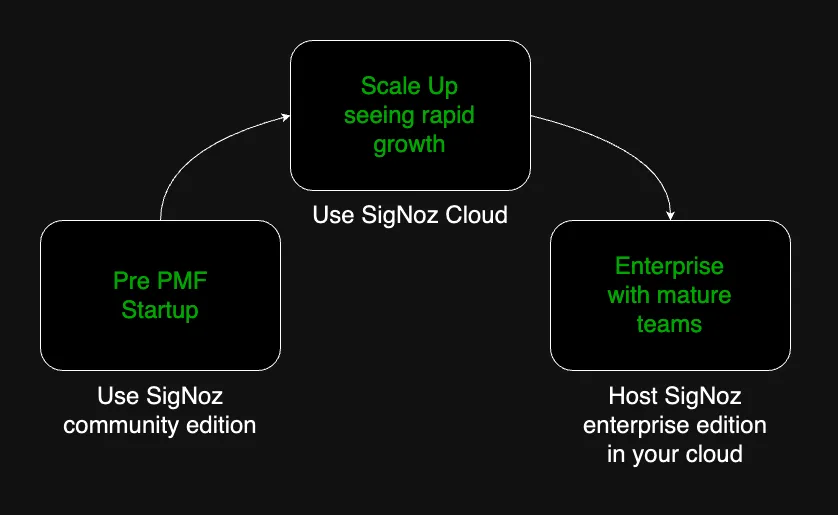 Scale Up
seeing rapid
growth
Use SigNoz Cloud
Pre PMF
Startup
Use SigNoz
community edition
Enterprise
with mature
teams
Host SigNoz
enterprise edition
in your cloud